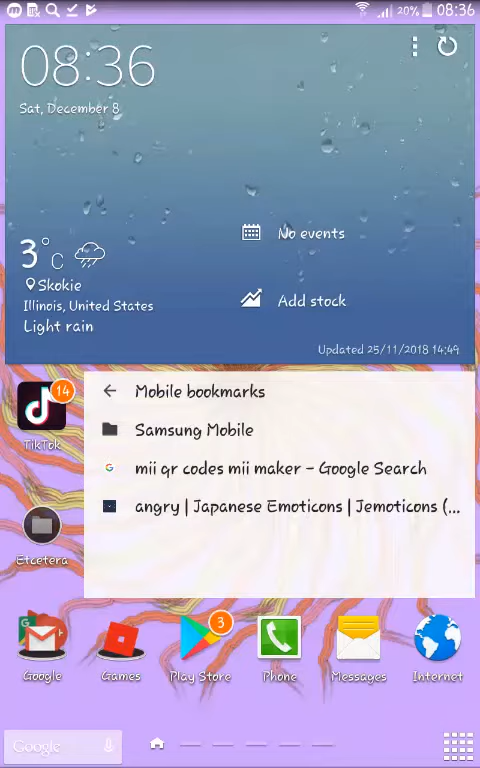 20% 08:36
08:36
Sat, December 8
No events
3°C
Skokie
Illinois, United States
Light rain
Add stock
Updated 25/11/2018 14:49
14
TikTok
Mobile bookmarks
Samsung Mobile
mii qr codes mii maker - Google Search
angry | Japanese Emoticons | Jemoticons (...
Etcetera
3
Google
Games
Play Store
Phone
Messages
Internet
Google